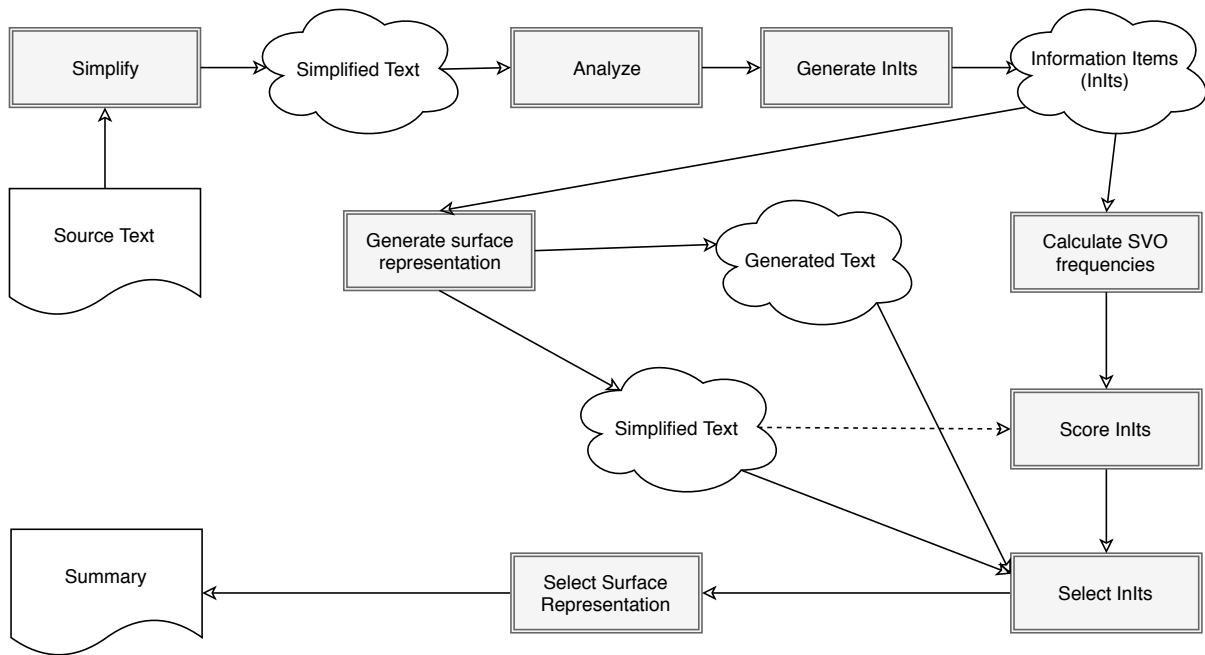 Simplify
Simplified Text
Analyze
Generate InIts
Information Items
(InIts)
Source Text
Generate surface
representation
Generated Text
Calculate SVO
frequencies
Simplified Text
Score InIts
Summary
Select Surface
Representation
Select InIts